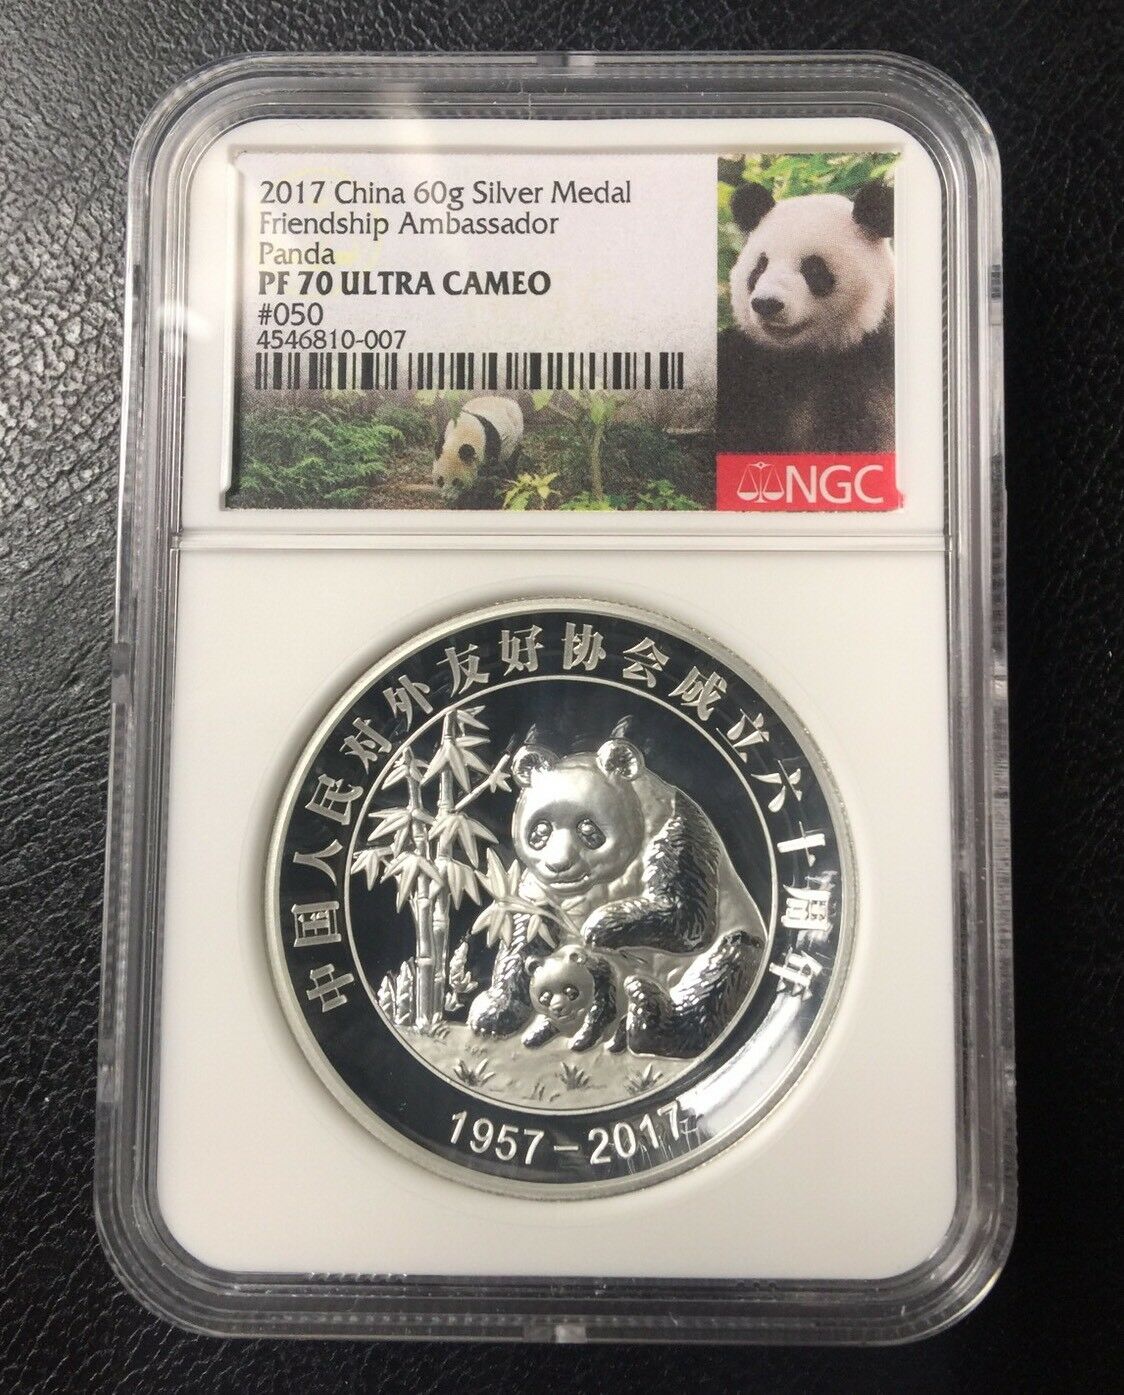 2017 China 60g Silver Medal
Friendship Ambassador
Panda
PF 70 ULTRA CAMEO
#050
4546810-007
NGC
中国人民对外友好协会成立六十周年
1957-2017